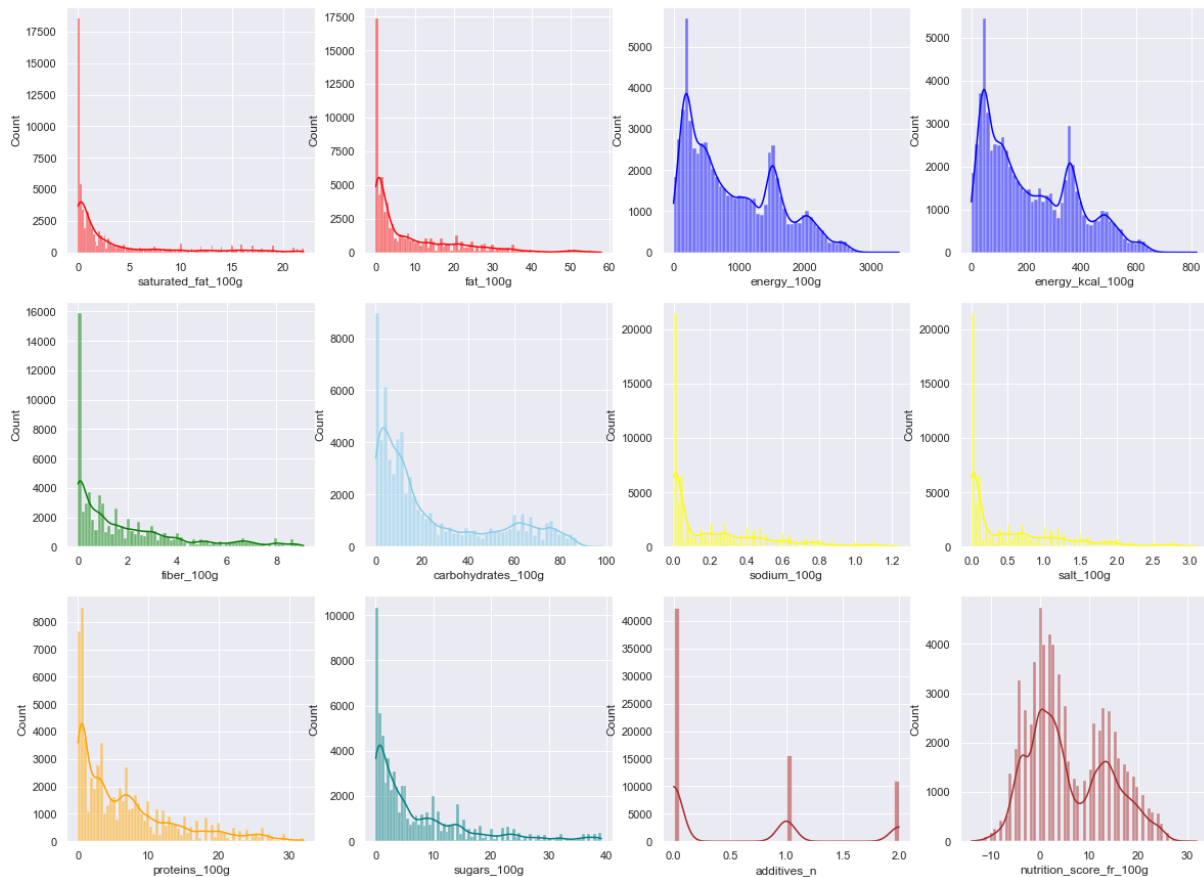 Count
17500
15000
12500
10000
7500
5000
2500
0
0 5 10 15 20
saturated_fat_100g
Count
17500
15000
12500
10000
7500
5000
2500
0
0 10 20 30 40 50 60
fat_100g
Count
5000
4000
3000
2000
1000
0
0 1000 2000 3000
energy_100g
Count
5000
4000
3000
2000
1000
0
0 200 400 600 800
energy_kcal_100g
Count
16000
14000
12000
10000
8000
6000
4000
2000
0
0 2 4 6 8
fiber_100g
Count
8000
6000
4000
2000
0
0 20 40 60 80 100
carbohydrates_100g
Count
20000
15000
10000
5000
0
0.0 0.2 0.4 0.6 0.8 1.0 1.2
sodium_100g
Count
20000
15000
10000
5000
0
0.0 0.5 1.0 1.5 2.0 2.5 3.0
salt_100g
Count
8000
7000
6000
5000
4000
3000
2000
1000
0
0 10 20 30
proteins_100g
Count
10000
8000
6000
4000
2000
0
0 10 20 30 40
sugars_100g
Count
40000
35000
30000
25000
20000
15000
10000
5000
0
0.0 0.5 1.0 1.5 2.0
additives_n
Count
4000
3000
2000
1000
0
−10 0 10 20 30
nutrition_score_fr_100g